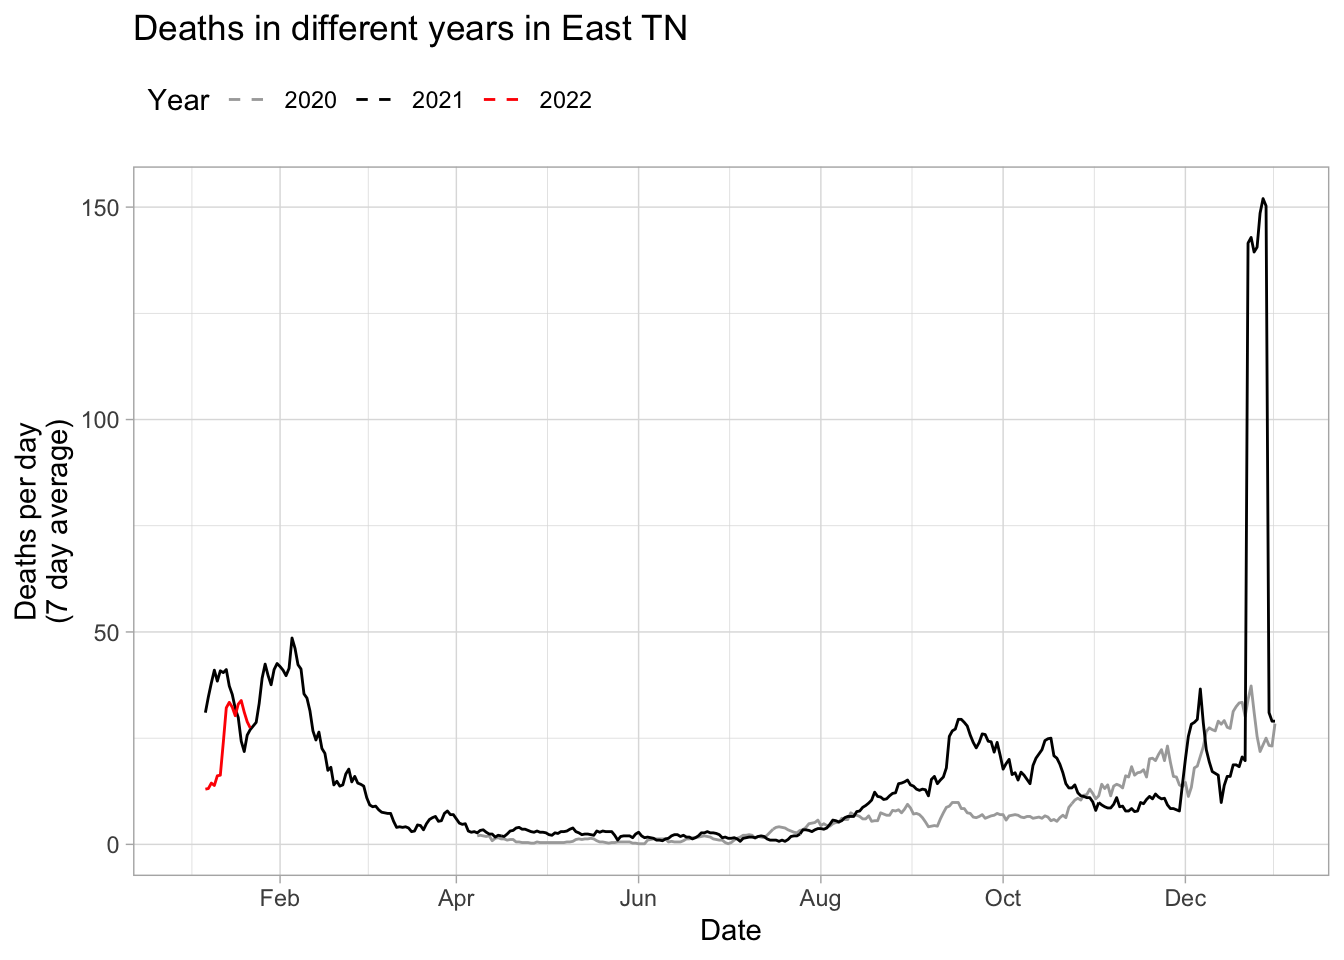 Deaths in different years in East TN
Year 2020 2021 2022
150
100
50
0
Deaths per day
(7 day average)
Feb Apr Jun Aug Oct Dec
Date